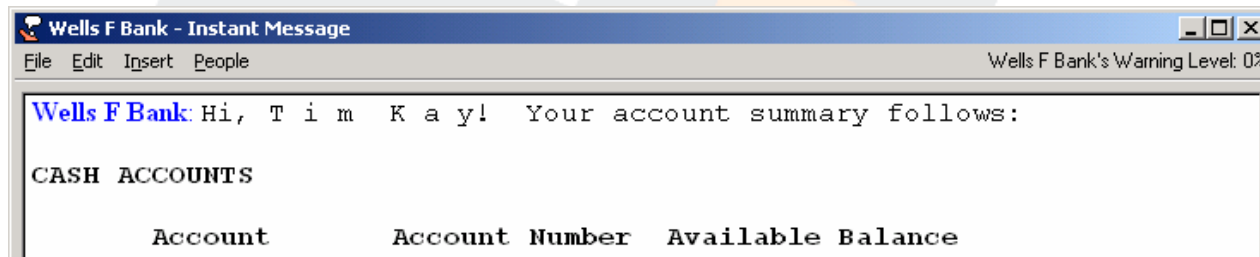 Wells F Bank - Instant Message
File Edit Insert People Wells F Bank's Warning Level: 0%
Wells F Bank: Hi, T i m K a y! Your account summary follows:
CASH ACCOUNTS
Account Account Number Available Balance